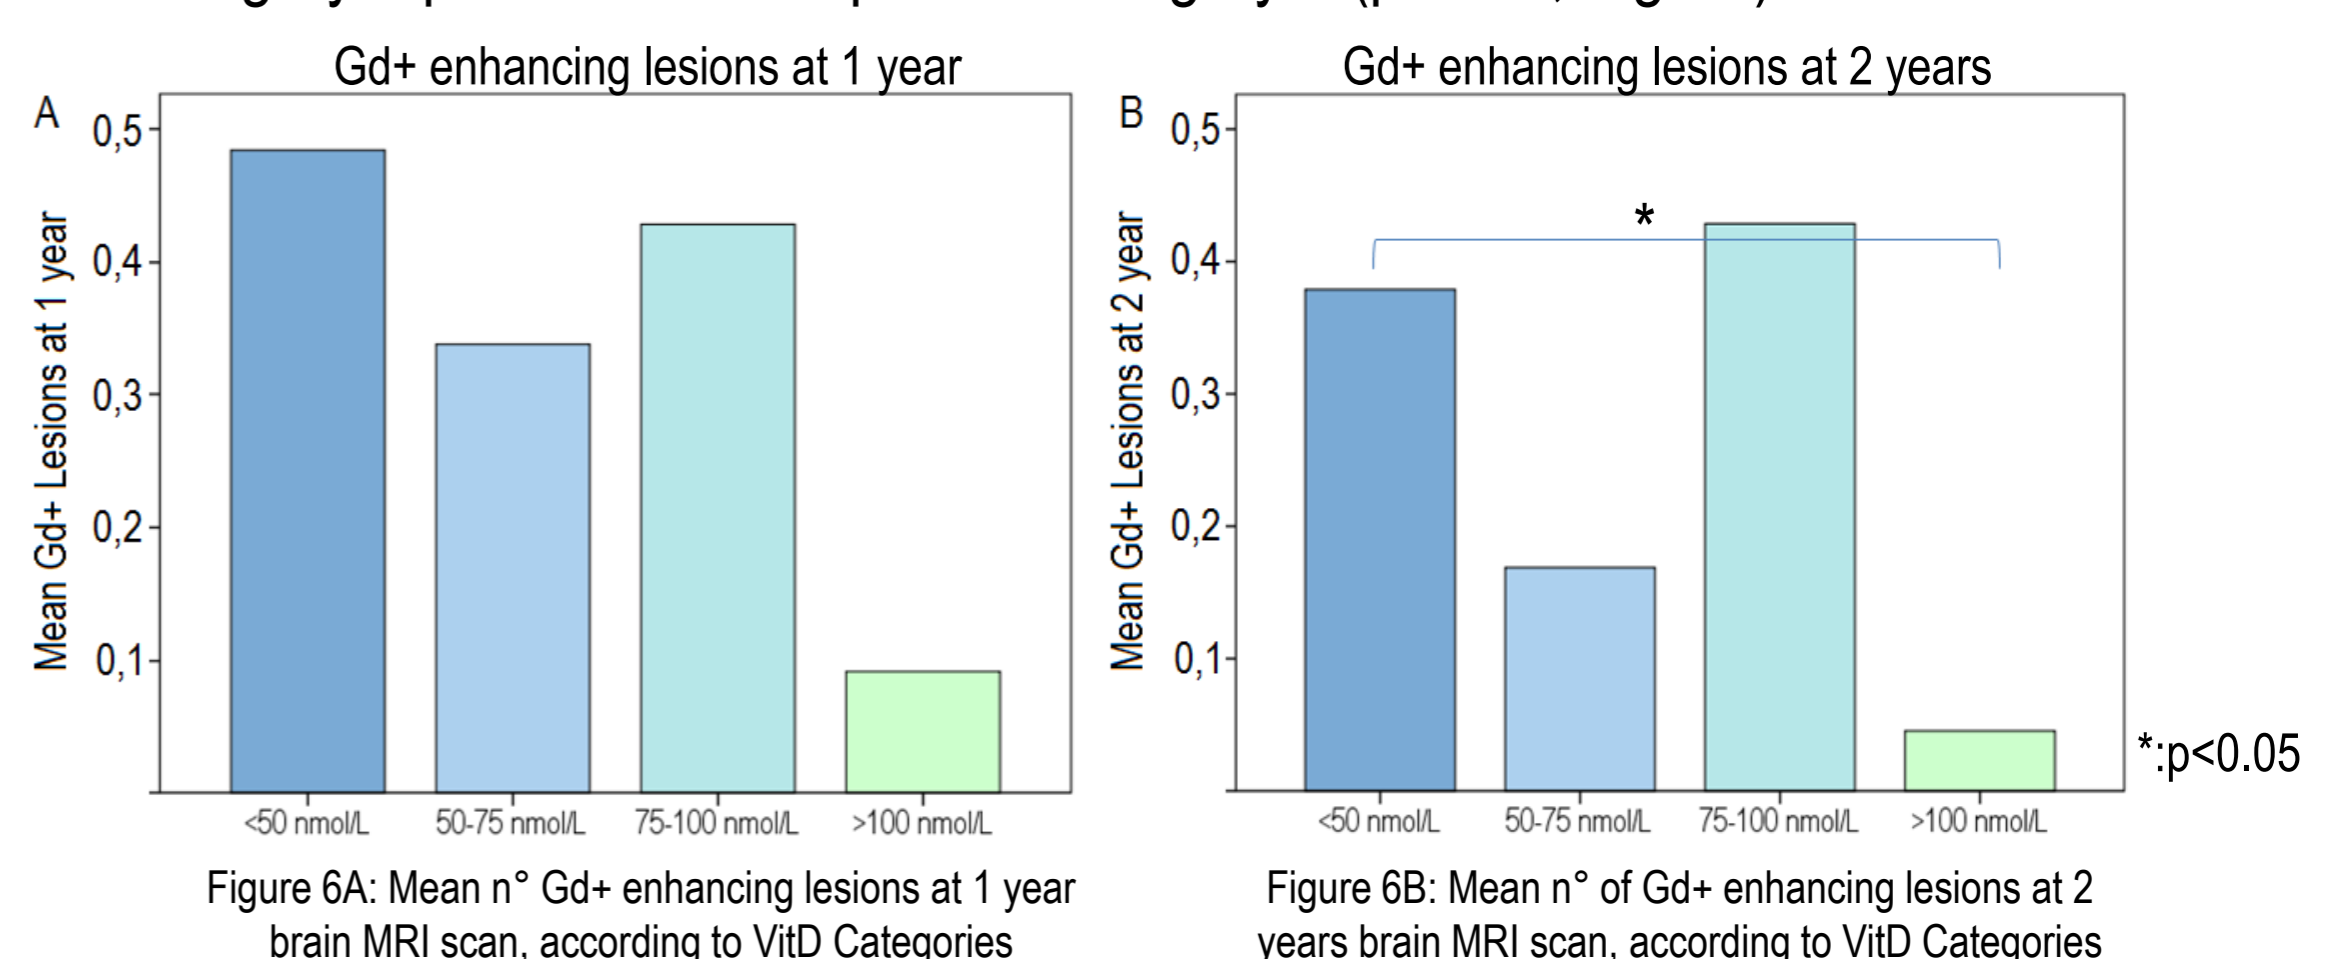 Gd+ enhancing lesions at 1 year
A
0,5
0,4
0,3
0,2
0,1
Mean Gd+ Lesions at 1 year
<50 nmol/L 50-75 nmol/L 75-100 nmol/L >100 nmol/L
Figure 6A: Mean n° Gd+ enhancing lesions at 1 year
brain MRI scan, according to VitD Categories
Gd+ enhancing lesions at 2 years
B
0,5
0,4
0,3
0,2
0,1
Mean Gd+ Lesions at 2 year
*
<50 nmol/L 50-75 nmol/L 75-100 nmol/L >100 nmol/L
*:p<0.05
Figure 6B: Mean n° of Gd+ enhancing lesions at 2
years brain MRI scan, according to VitD Categories